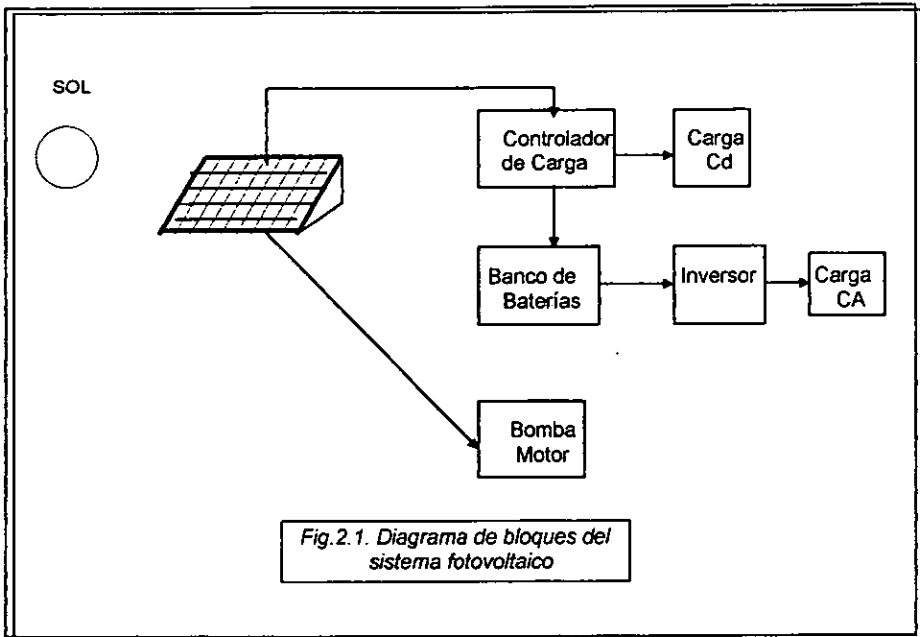 SOL
Controlador
de Carga
Carga
Cd
Banco de
Baterías
Inversor
Carga
CA
Bomba
Motor
Fig.2.1. Diagrama de bloques del
sistema fotovoltaico